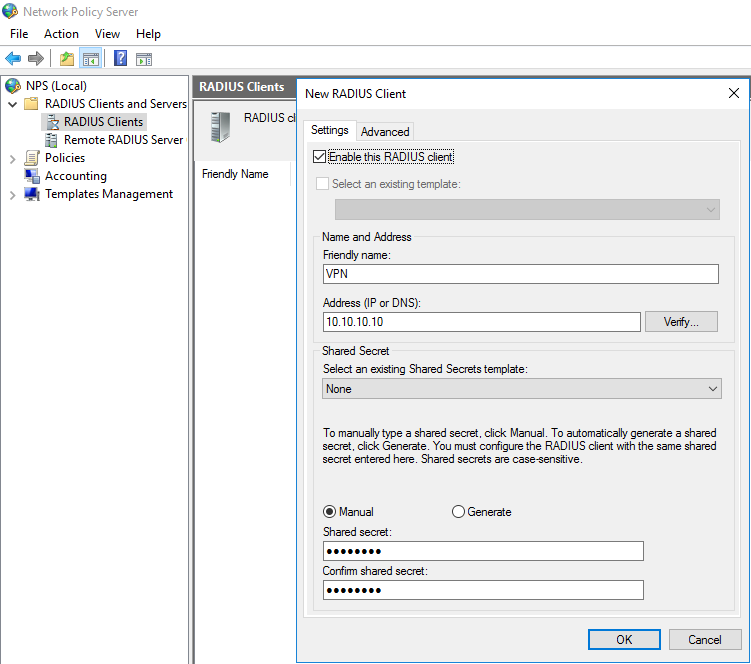 Network Policy Server
File Action View Help
NPS (Local)
RADIUS Clients and Servers
RADIUS Clients
Remote RADIUS Server
Policies
Accounting
Templates Management
RADIUS Clients
RADIUS cl
Friendly Name
New RADIUS Client
Settings Advanced
Enable this RADIUS client
Select an existing template:
Name and Address
Friendly name:
VPN
Address (IP or DNS):
10.10.10.10 Verify...
Shared Secret
Select an existing Shared Secrets template:
None
To manually type a shared secret, click Manual. To automatically generate a shared
secret, click Generate. You must configure the RADIUS client with the same shared
secret entered here. Shared secrets are case-sensitive.
Manual Generate
Shared secret:
●●●●●●●●
Confirm shared secret:
●●●●●●●●
OK Cancel